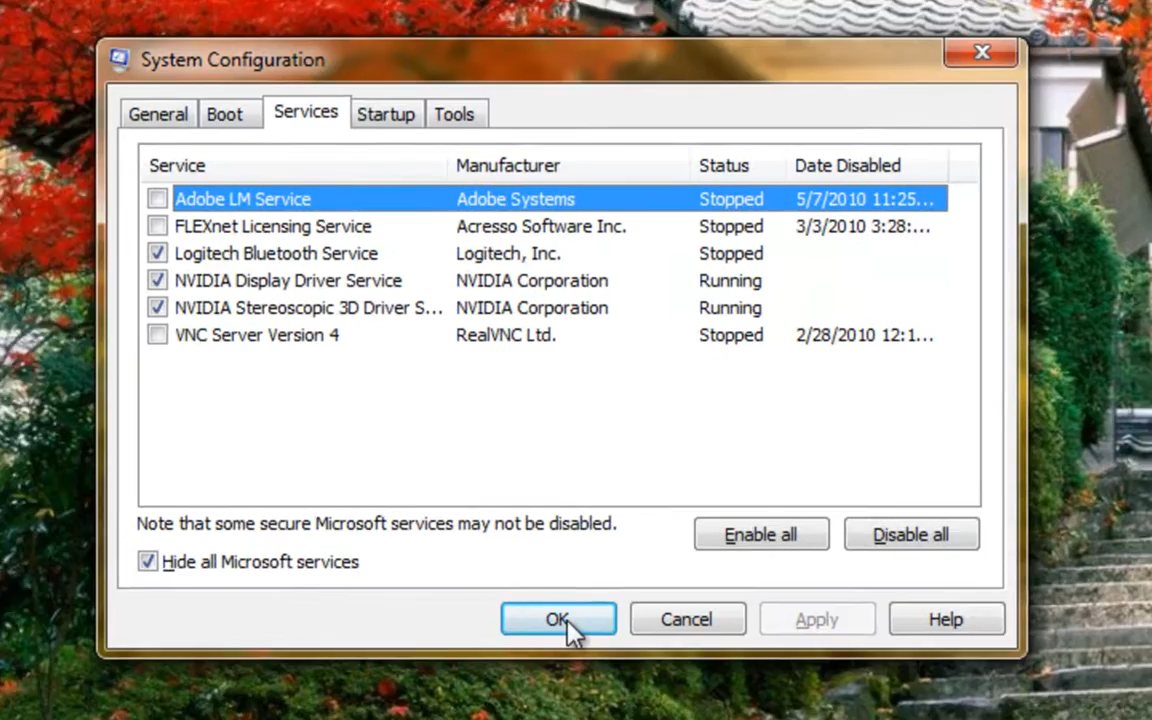 System Configuration
General Boot Services Startup Tools
Service Manufacturer Status Date Disabled
Adobe LM Service Adobe Systems Stopped 5/7/2010 11:25...
FLEXnet Licensing Service Acresso Software Inc. Stopped 3/3/2010 3:28:...
Logitech Bluetooth Service Logitech, Inc. Stopped
NVIDIA Display Driver Service NVIDIA Corporation Running
NVIDIA Stereoscopic 3D Driver S... NVIDIA Corporation Running
VNC Server Version 4 RealVNC Ltd. Stopped 2/28/2010 12:1...
Note that some secure Microsoft services may not be disabled.
Enable all Disable all
Hide all Microsoft services
OK Cancel Apply Help